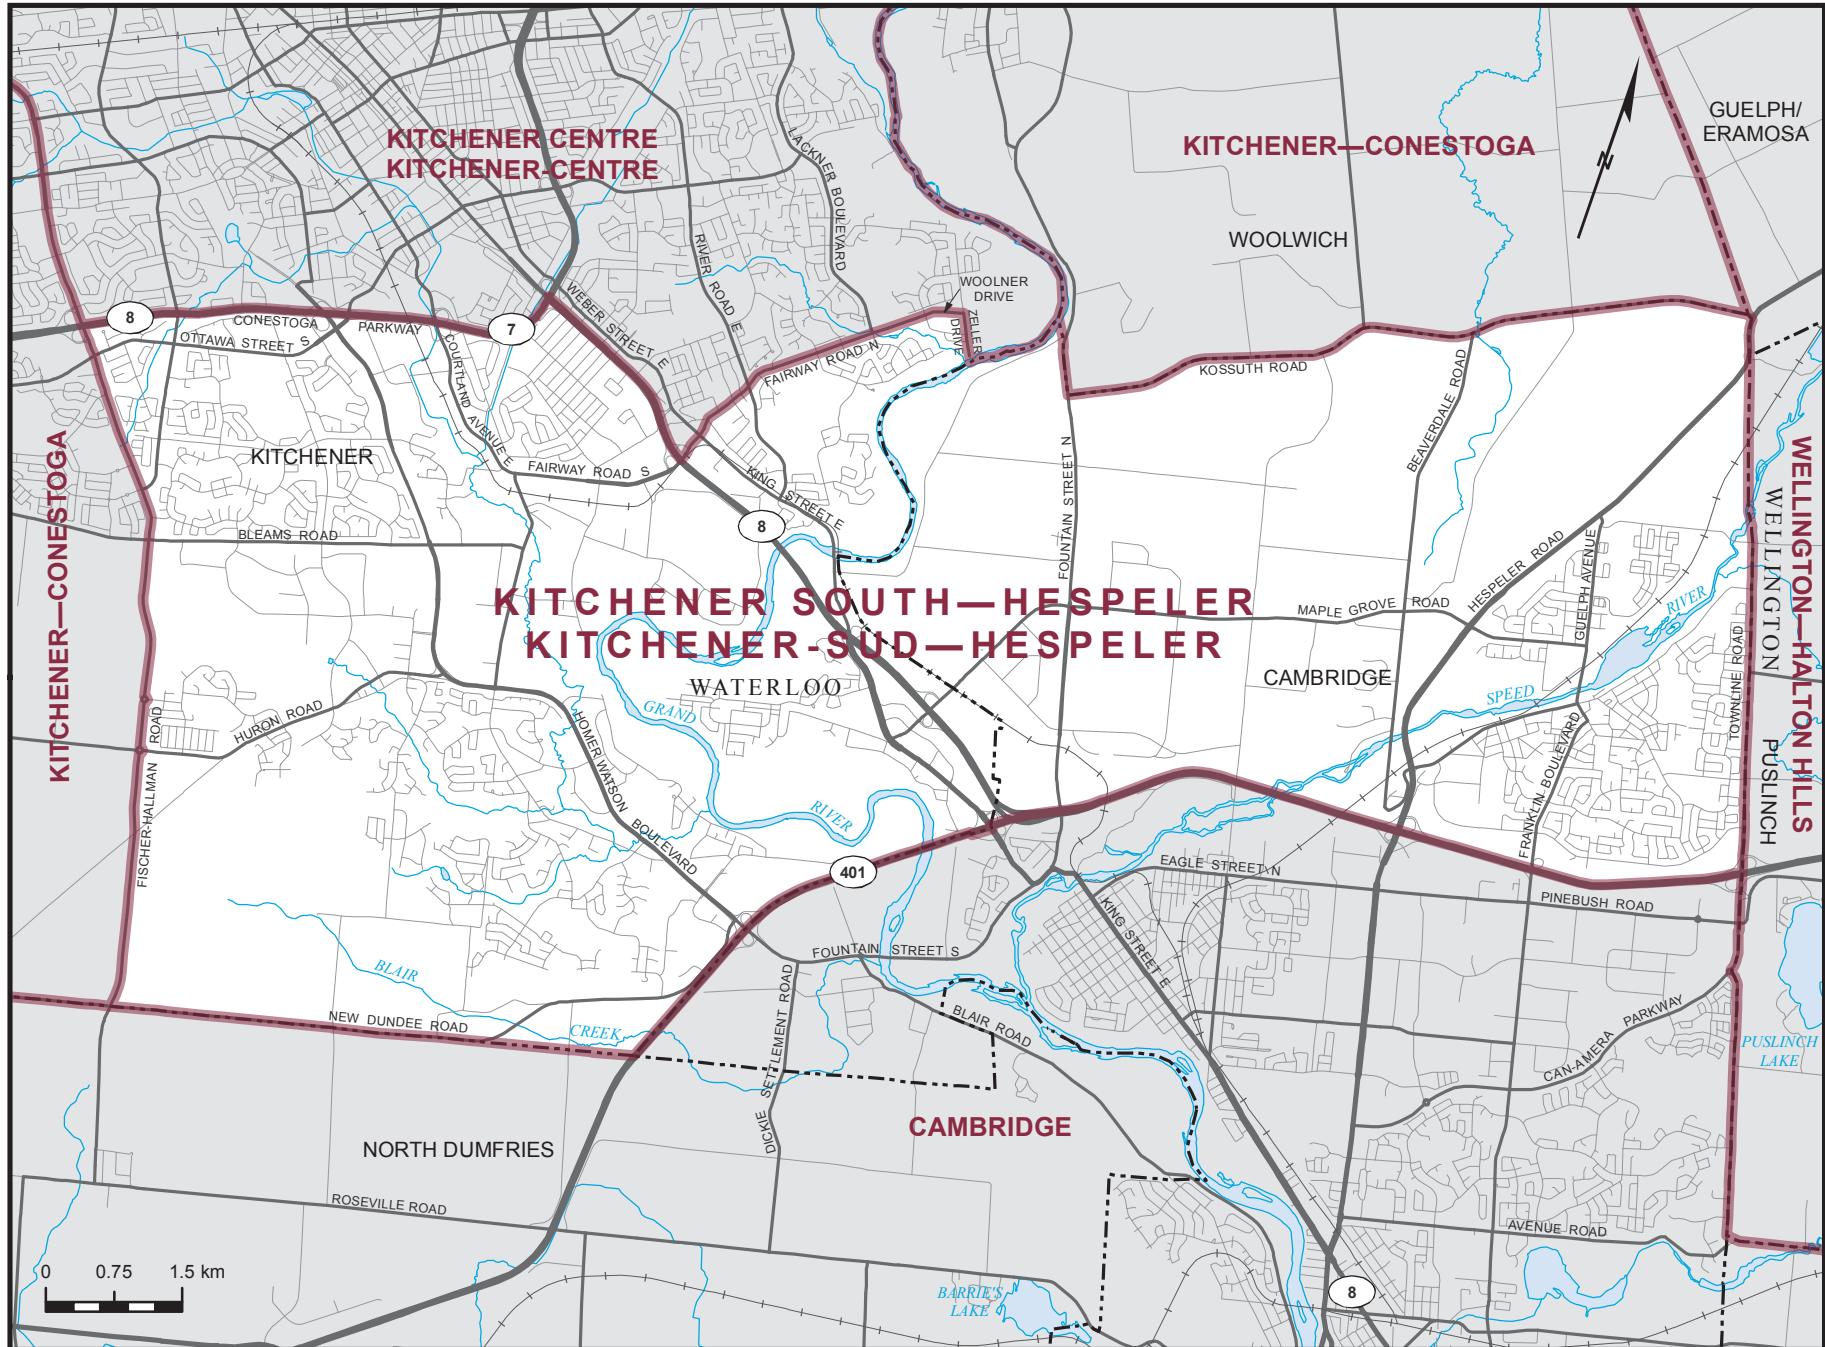 KITCHENER CENTRE
KITCHENER-CENTRE
KITCHENER—CONESTOGA
GUELPH/
ERAMOSA
N
WOOLWICH
LACKNER BOULEVARD
RIVER ROAD E
WOOLNER
DRIVE
ZELLER
DRIVE
WEBER STREET E
8
CONESTOGA PARKWAY
7
OTTAWA STREET S
COURTLAND AVENUE E
FAIRWAY ROAD N
KOSSUTH ROAD
BEAVERDALE ROAD
KITCHENER
FAIRWAY ROAD S
KING STREET E
8
FOUNTAIN STREET N
KITCHENER—CONESTOGA
BLEAMS ROAD
HESPELER ROAD
GUELPH AVENUE
WELLINGTON
WELLINGTON—HALTON HILLS
KITCHENER SOUTH—HESPELER
KITCHENER-SUD—HESPELER
MAPLE GROVE ROAD
RIVER
WATERLOO
CAMBRIDGE
SPEED
TOWNLINE ROAD
GRAND
HURON ROAD
HOMER WATSON
BOULEVARD
FISCHER-HALLMAN ROAD
RIVER
FRANKLIN BOULEVARD
PUSLINCH
401
EAGLE STREET N
PINEBUSH ROAD
KING STREET E
FOUNTAIN STREET S
BLAIR
CREEK
NEW DUNDEE ROAD
DICKIE SETTLEMENT ROAD
BLAIR ROAD
CAN-AMERA PARKWAY
PUSLINCH
LAKE
CAMBRIDGE
NORTH DUMFRIES
ROSEVILLE ROAD
AVENUE ROAD
0 0.75 1.5 km
BARRIE'S
LAKE
8